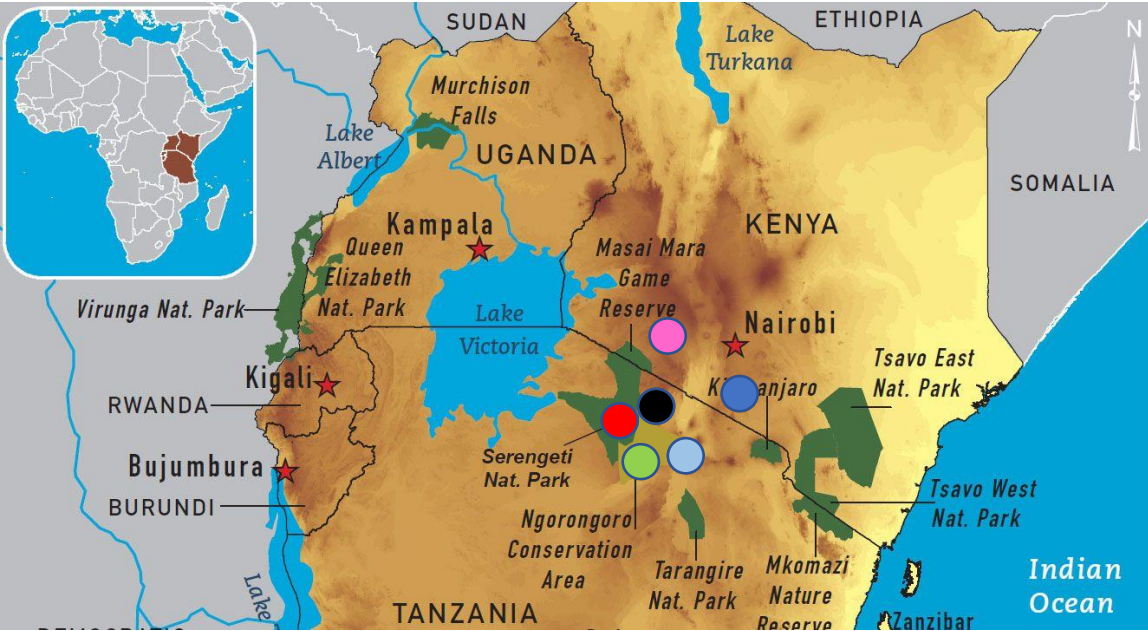 SUDAN
ETHIOPIA
Lake
Turkana
N
Murchison
Falls
Lake
Albert
UGANDA
SOMALIA
KENYA
Kampala
Queen
Elizabeth
Nat. Park
Masai Mara
Game
Reserve
Virunga Nat. Park
Lake
Victoria
Nairobi
Tsavo East
Nat. Park
Kigali
anjaro
RWANDA
Serengeti
Nat. Park
Bujumbura
BURUNDI
Tsavo West
Nat. Park
Ngorongoro
Conservation
Area
Tarangire
Nat. Park
Mkomazi
Nature
Reserve
Indian
Ocean
Lake
TANZANIA
Zanzibar